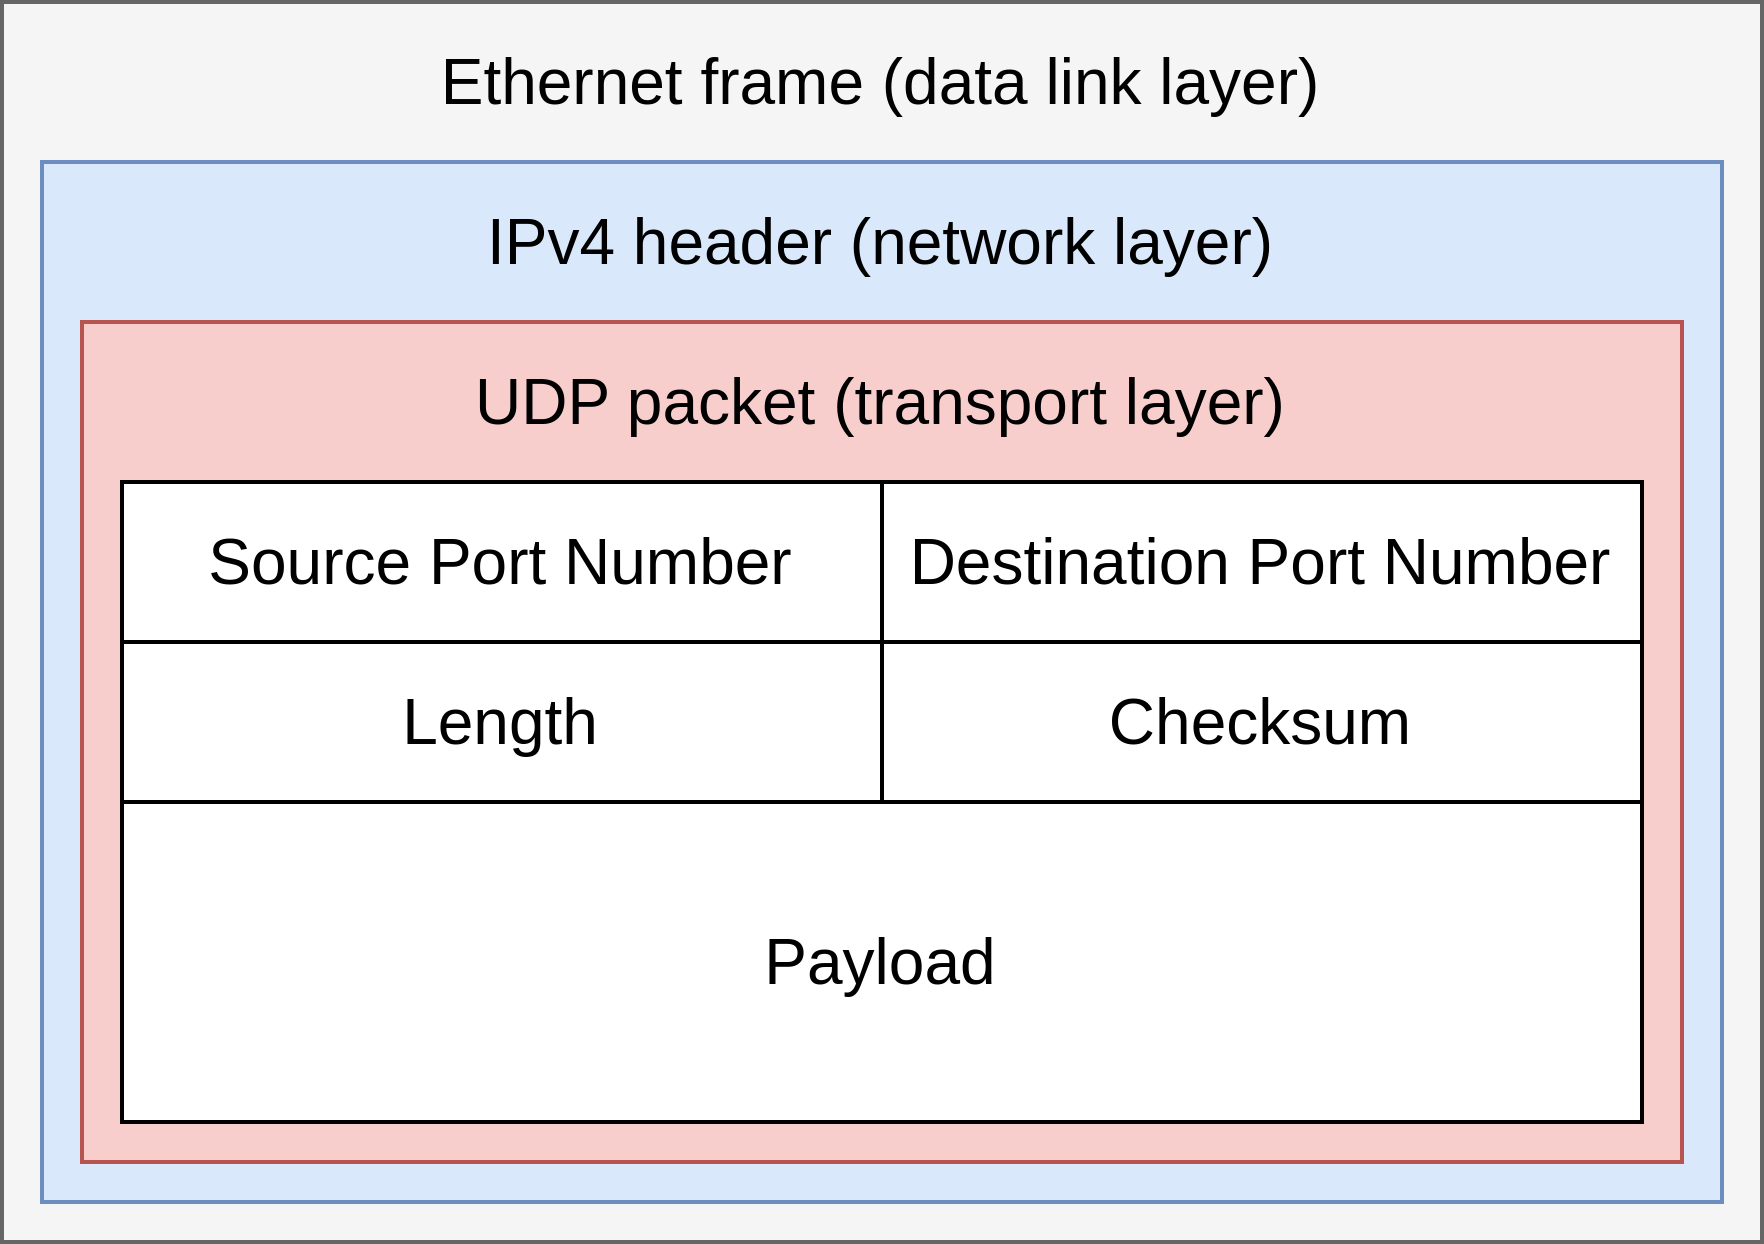 Ethernet frame (data link layer)
IPv4 header (network layer)
UDP packet (transport layer)
Source Port Number
Destination Port Number
Length
Checksum
Payload